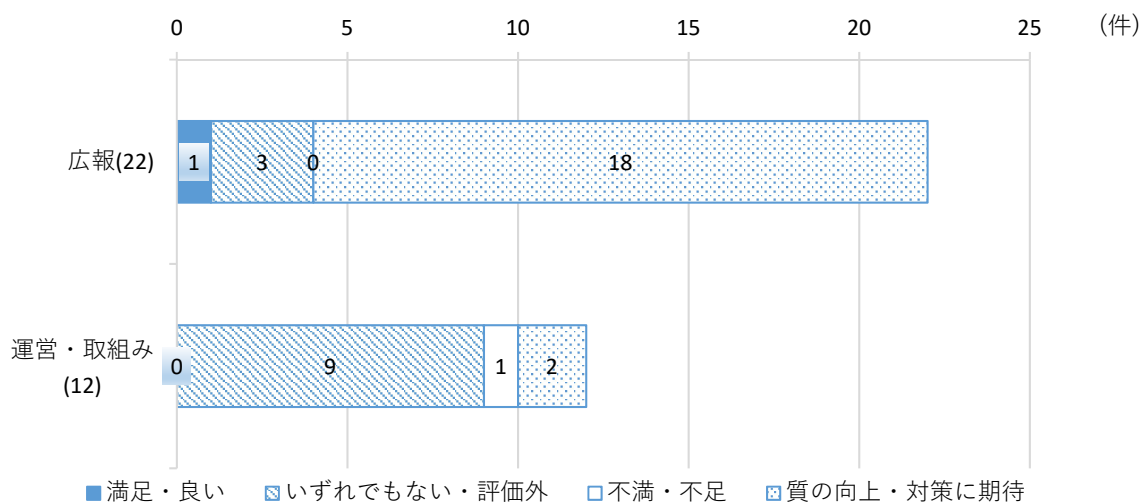 0 5 10 15 20 25 (件)
広報(22) 1 3 0 18
運営・取組み
(12)
0 9 1 2
満足・良い いずれでもない・評価外 不満・不足 質の向上・対策に期待